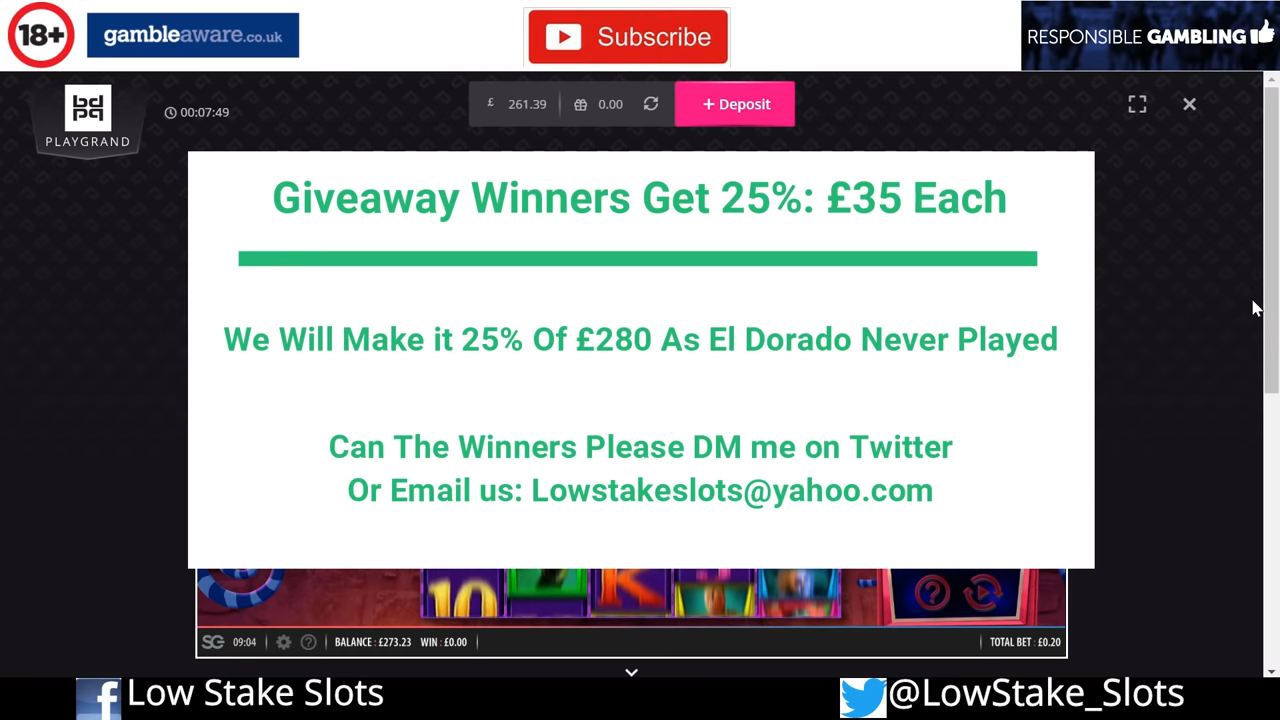 18+
gambleaware.co.uk
Subscribe
RESPONSIBLE GAMBLING
PLAYGRAND
00:07:49
£ 261.39 0.00 + Deposit
Giveaway Winners Get 25%: £35 Each
We Will Make it 25% Of £280 As El Dorado Never Played
Can The Winners Please DM me on Twitter
Or Email us: Lowstakeslots@yahoo.com
10 K
SG 09:04 BALANCE : £273.23 WIN : £0.00 TOTAL BET : £0.20
Low Stake Slots
@LowStake_Slots